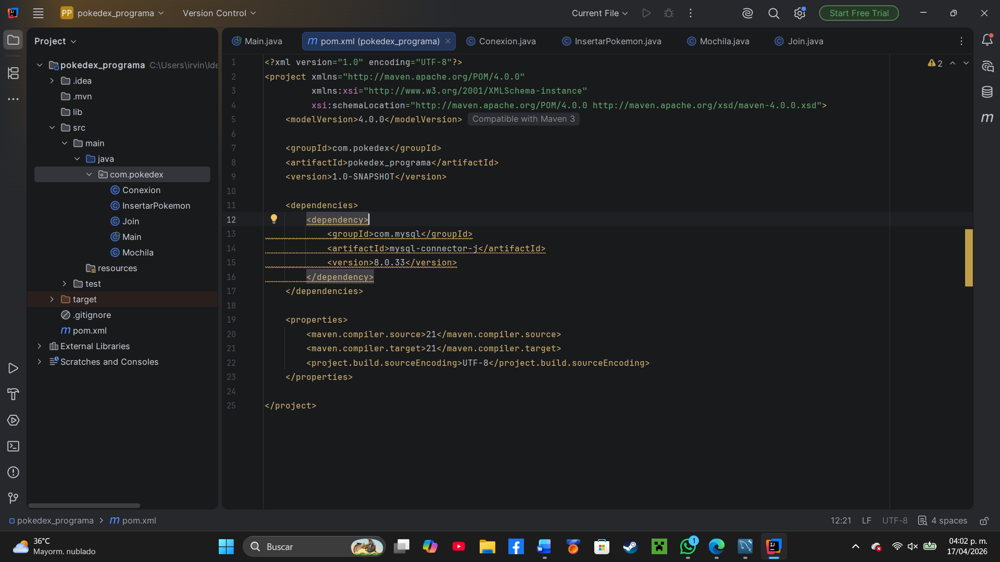 PP pokedex_programa
Version Control
Current File
Start Free Trial
Project
Main.java
pom.xml (pokedex_programa)
Conexion.java
InsertarPokemon.java
Mochila.java
Join.java
pokedex_programa C:\Users\irvin\Ide
.idea
.mvn
lib
src
main
java
com.pokedex
Conexion
InsertarPokemon
Join
Main
Mochila
resources
test
target
.gitignore
pom.xml
External Libraries
Scratches and Consoles
2
1 <?xml version="1.0" encoding="UTF-8"?>
2 <project xmlns="http://maven.apache.org/POM/4.0.0"
3 xmlns:xsi="http://www.w3.org/2001/XMLSchema-instance"
4 xsi:schemaLocation="http://maven.apache.org/POM/4.0.0 http://maven.apache.org/xsd/maven-4.0.0.xsd">
5 <modelVersion>4.0.0</modelVersion> Compatible with Maven 3
6
7 <groupId>com.pokedex</groupId>
8 <artifactId>pokedex_programa</artifactId>
9 <version>1.0-SNAPSHOT</version>
10
11 <dependencies>
12 <dependency>
13 <groupId>com.mysql</groupId>
14 <artifactId>mysql-connector-j</artifactId>
15 <version>8.0.33</version>
16 </dependency>
17 </dependencies>
18
19 <properties>
20 <maven.compiler.source>21</maven.compiler.source>
21 <maven.compiler.target>21</maven.compiler.target>
22 <project.build.sourceEncoding>UTF-8</project.build.sourceEncoding>
23 </properties>
24
25 </project>
pokedex_programa > pom.xml
12:21 LF UTF-8 4 spaces
36°C
Mayorm. nublado
Buscar
1
04:02 p. m.
17/04/2026